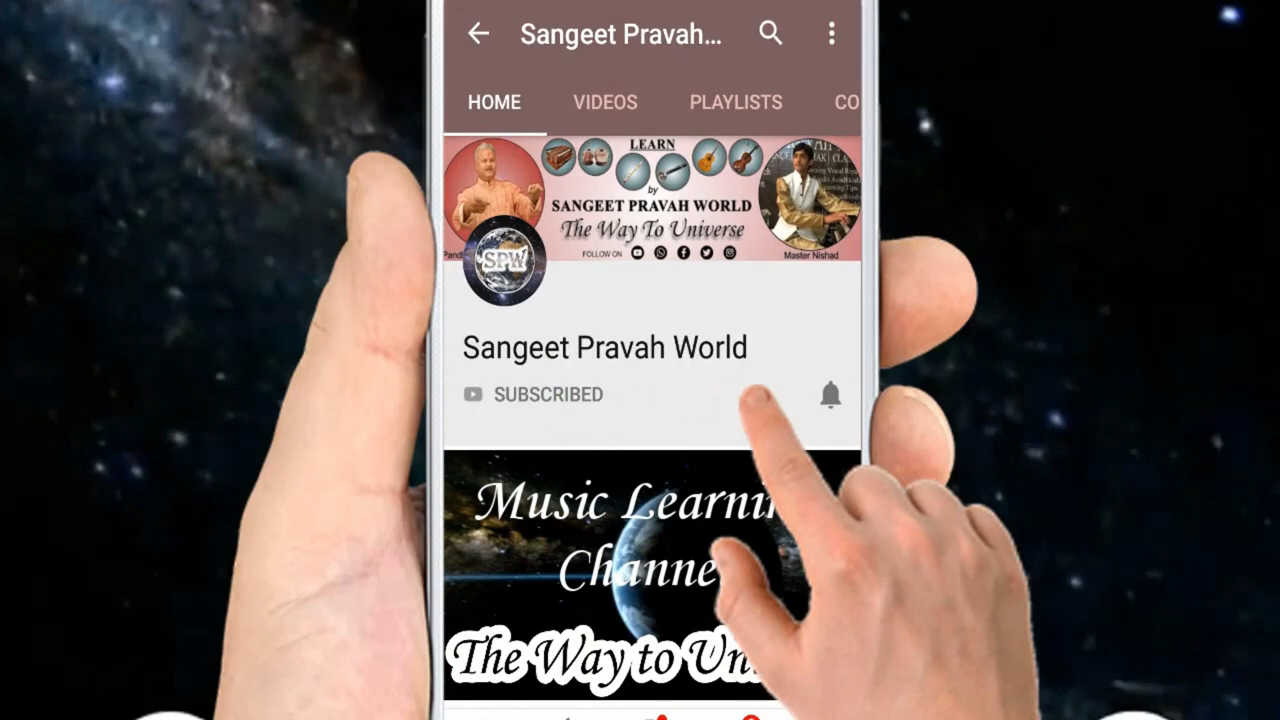 Sangeet Pravah...
HOME VIDEOS PLAYLISTS CO
LEARN
by
SANGEET PRAVAH WORLD
The Way To Universe
FOLLOW ON
Pandi
Master Nishad
SPW
Sangeet Pravah World
SUBSCRIBED
Music Learnin
Channe
The Way to Un